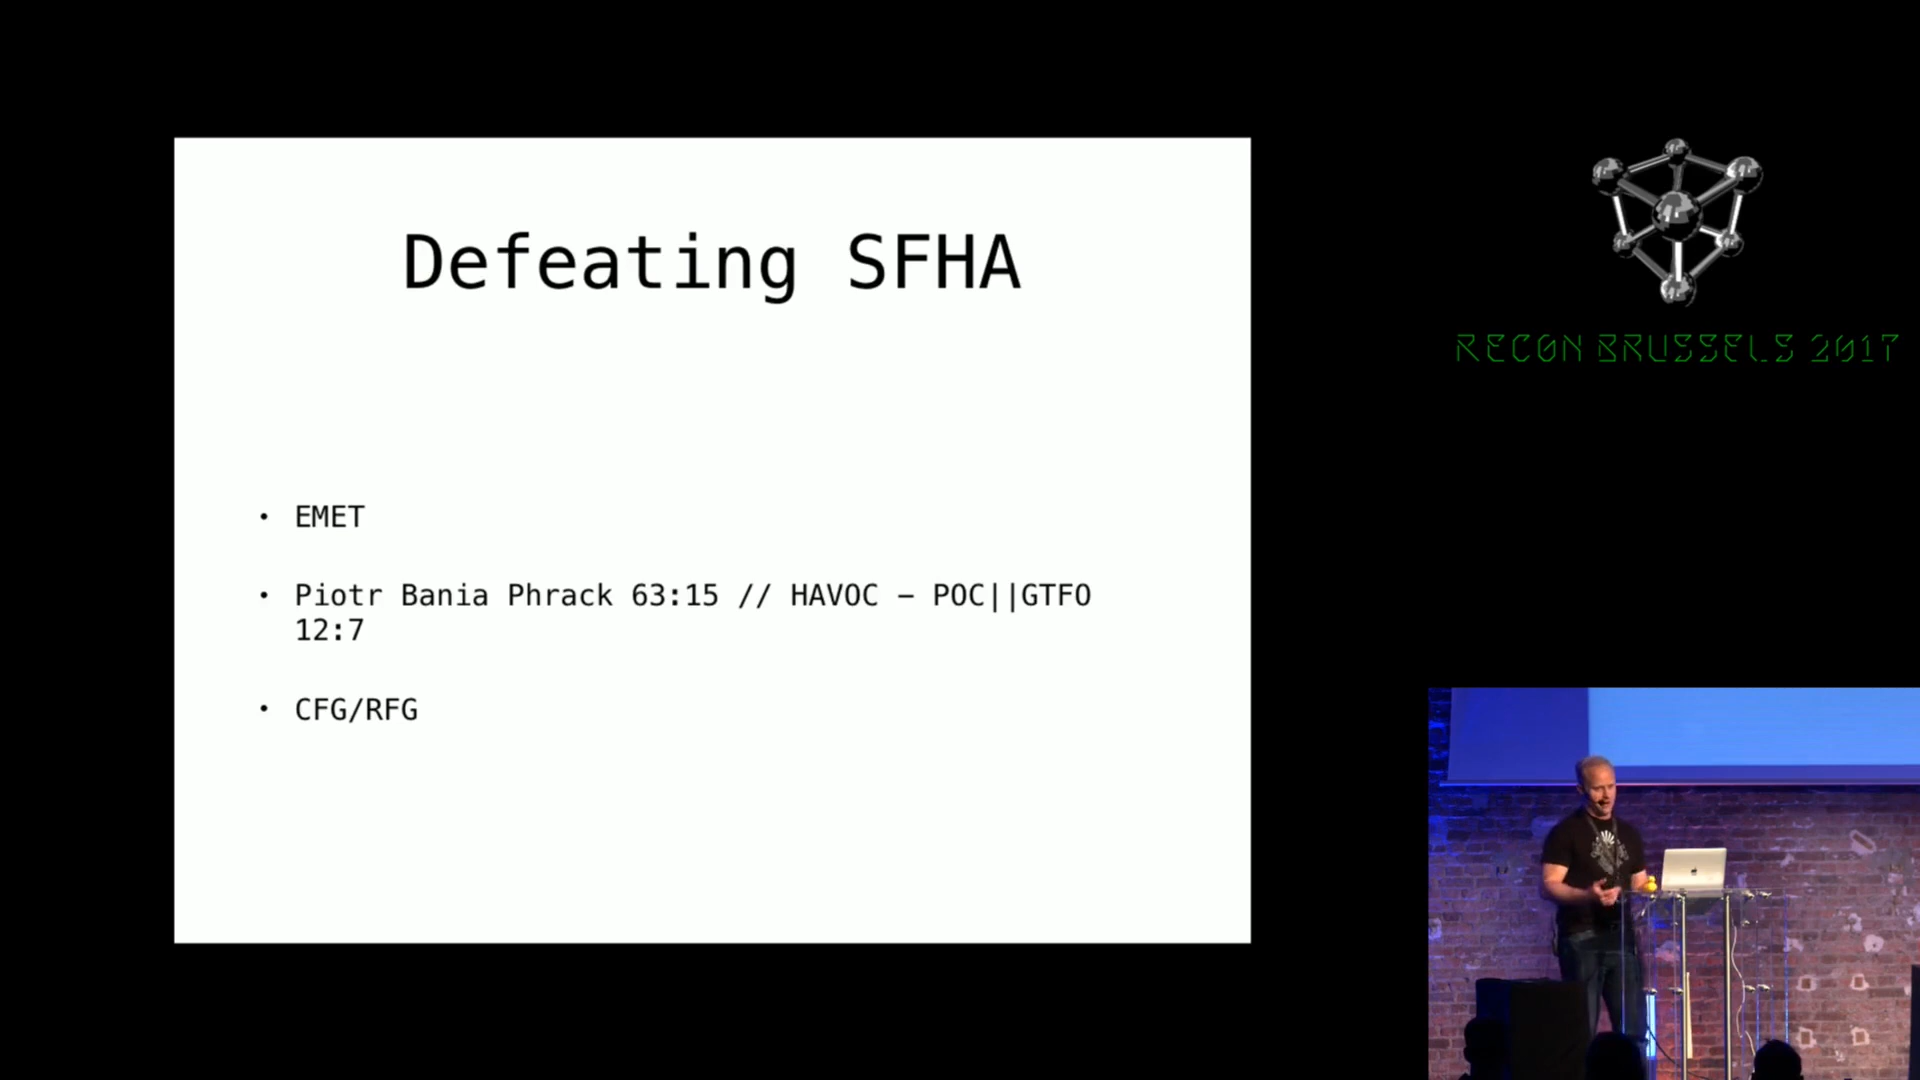 Defeating SFHA
• EMET
• Piotr Bania Phrack 63:15 // HAVOC – POC||GTFO
12:7
• CFG/RFG
RECON BRUSSELS 2017